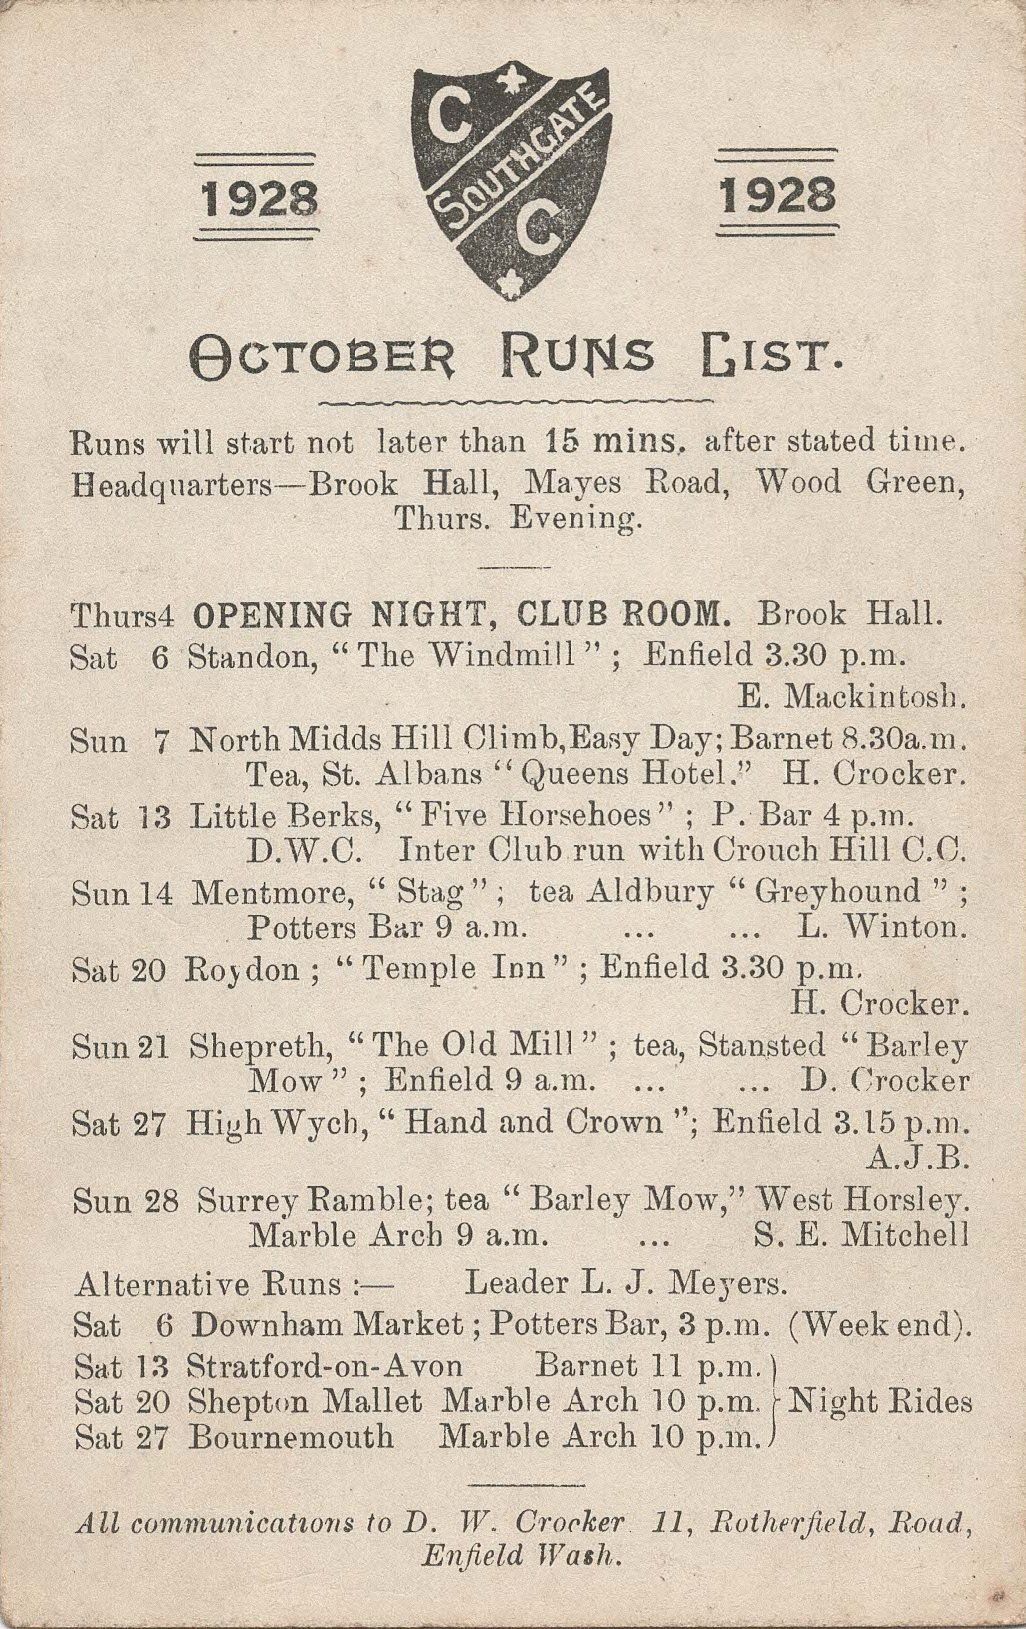 C
SOUTHGATE
C
1928
1928
OCTOBER RUNS LIST.
Runs will start not later than 15 mins. after stated time.
Headquarters—Brook Hall, Mayes Road, Wood Green,
Thurs. Evening.
Thurs4 OPENING NIGHT, CLUB ROOM. Brook Hall.
Sat 6 Standon, "The Windmill"; Enfield 3.30 p.m.
E. Mackintosh.
Sun 7 North Midds Hill Climb, Easy Day; Barnet 8.30a.m.
Tea, St. Albans "Queens Hotel." H. Crocker.
Sat 13 Little Berks, "Five Horsehoes"; P. Bar 4 p.m.
D.W.C. Inter Club run with Crouch Hill C.C.
Sun 14 Mentmore, "Stag"; tea Aldbury "Greyhound";
Potters Bar 9 a.m. ... ... L. Winton.
Sat 20 Roydon; "Temple Inn"; Enfield 3.30 p.m.
H. Crocker.
Sun 21 Shepreth, "The Old Mill"; tea, Stansted "Barley
Mow"; Enfield 9 a.m. ... ... D. Crocker
Sat 27 High Wych, "Hand and Crown"; Enfield 3.15 p.m.
A.J.B.
Sun 28 Surrey Ramble; tea "Barley Mow," West Horsley.
Marble Arch 9 a.m. ... S. E. Mitchell
Alternative Runs :— Leader L. J. Meyers.
Sat 6 Downham Market; Potters Bar, 3 p.m. (Week end).
Sat 13 Stratford-on-Avon Barnet 11 p.m.
Sat 20 Shepton Mallet Marble Arch 10 p.m. } Night Rides
Sat 27 Bournemouth Marble Arch 10 p.m.
All communications to D. W. Crocker 11, Rotherfield, Road,
Enfield Wash.